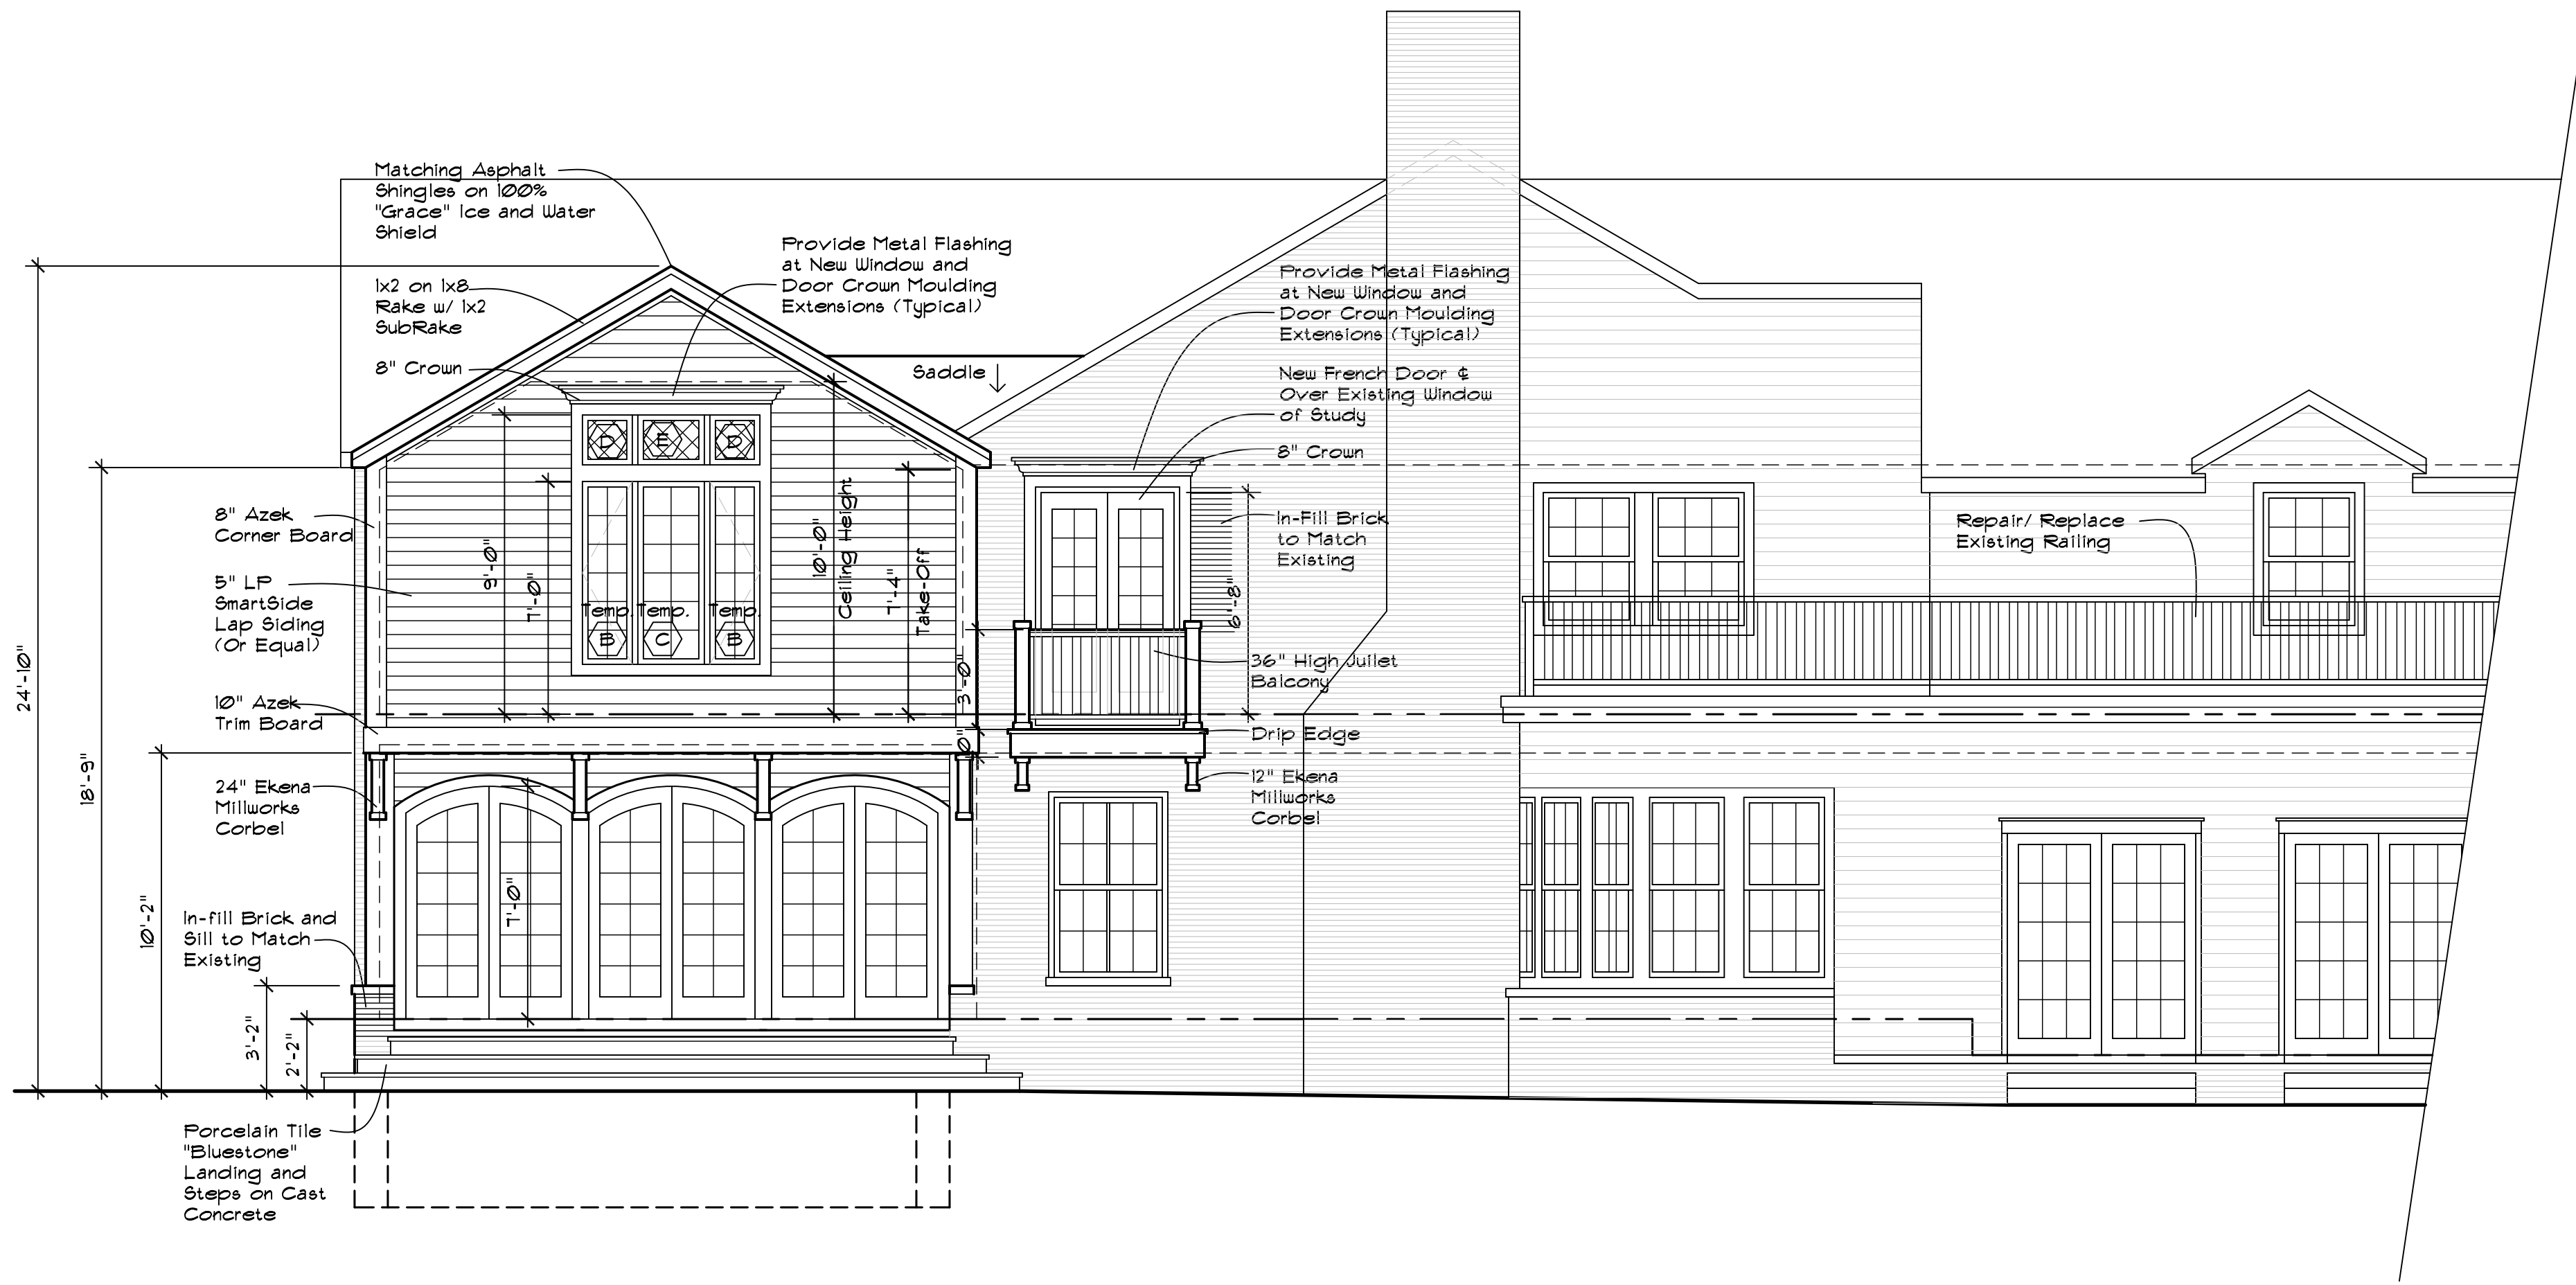 Matching Asphalt
Shingles on 100%
"Grace" Ice and Water
Shield
1x2 on 1x8
Rake w/ 1x2
SubRake
8" Crown
Provide Metal Flashing
at New Window and
Door Crown Moulding
Extensions (Typical)
Saddle
Provide Metal Flashing
at New Window and
Door Crown Moulding
Extensions (Typical)
New French Door ℄
Over Existing Window
of Study
8" Crown
In-Fill Brick
to Match
Existing
6'-8"
36" High Juilet
Balcony
Drip Edge
12" Ekena
Millworks
Corbel
Repair/ Replace
Existing Railing
8" Azek
Corner Board
5" LP
SmartSide
Lap Siding
(Or Equal)
10" Azek
Trim Board
24" Ekena
Millworks
Corbel
In-fill Brick and
Sill to Match
Existing
Porcelain Tile
"Bluestone"
Landing and
Steps on Cast
Concrete
24'-10"
18'-9"
10'-2"
3'-2"
2'-2"
D E D
9'-0"
7'-0"
Temp. Temp. Temp.
B C B
10'-0"
Ceiling Height
7'-4"
Take-Off
3'-0"
7'-0"